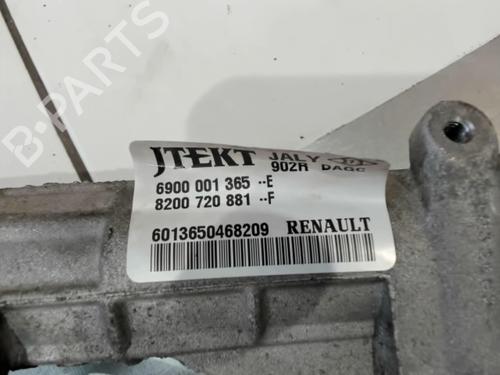 B-Parts
JTEKT JALY
902H DAGC
6900 001 365 --E
8200 720 881 --F
6013650468209 RENAULT